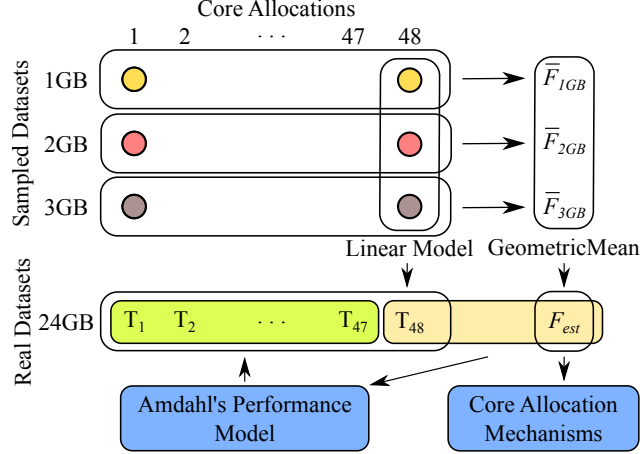 Core Allocations
1 2 · · · 47 48
Sampled Datasets
1GB
F̅1GB
2GB
F̅2GB
3GB
F̅3GB
Linear Model GeometricMean
Real Datasets
24GB T1 T2 · · · T47 T48 Fest
Amdahl's Performance
Model
Core Allocation
Mechanisms